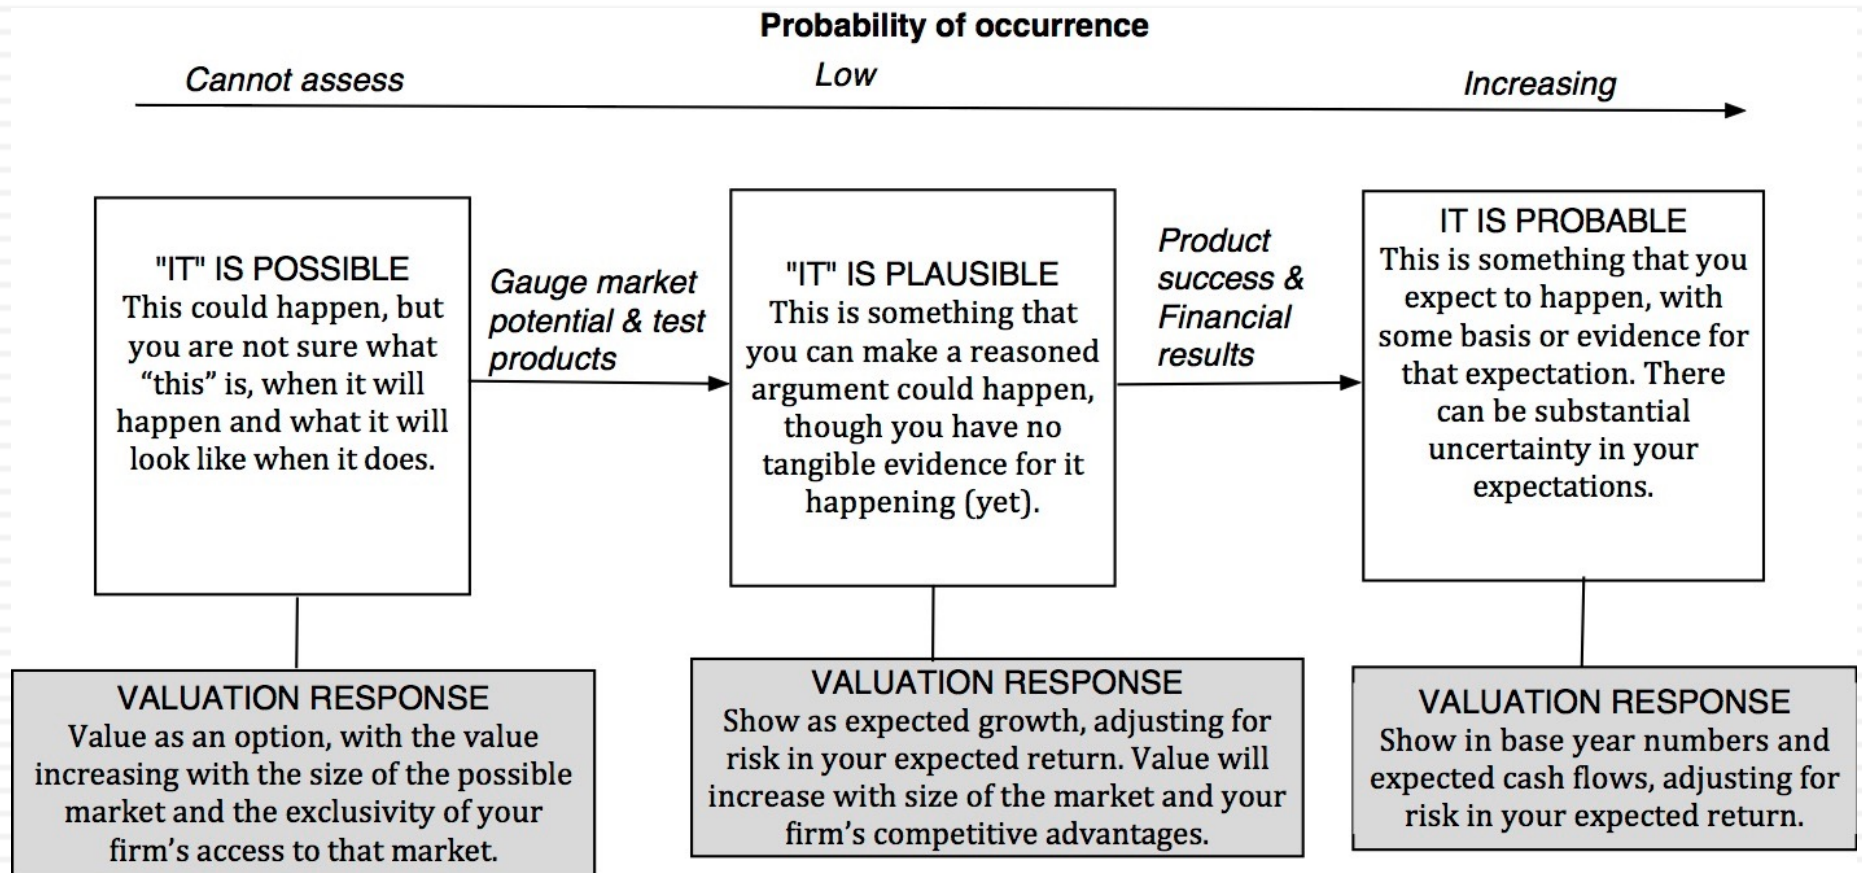 Probability of occurrence
Cannot assess
Low
Increasing
"IT" IS POSSIBLE
This could happen, but
you are not sure what
“this” is, when it will
happen and what it will
look like when it does.
Gauge market
potential & test
products
"IT" IS PLAUSIBLE
This is something that
you can make a reasoned
argument could happen,
though you have no
tangible evidence for it
happening (yet).
Product
success &
Financial
results
IT IS PROBABLE
This is something that you
expect to happen, with
some basis or evidence for
that expectation. There
can be substantial
uncertainty in your
expectations.
VALUATION RESPONSE
Value as an option, with the value
increasing with the size of the possible
market and the exclusivity of your
firm’s access to that market.
VALUATION RESPONSE
Show as expected growth, adjusting for
risk in your expected return. Value will
increase with size of the market and your
firm’s competitive advantages.
VALUATION RESPONSE
Show in base year numbers and
expected cash flows, adjusting for
risk in your expected return.